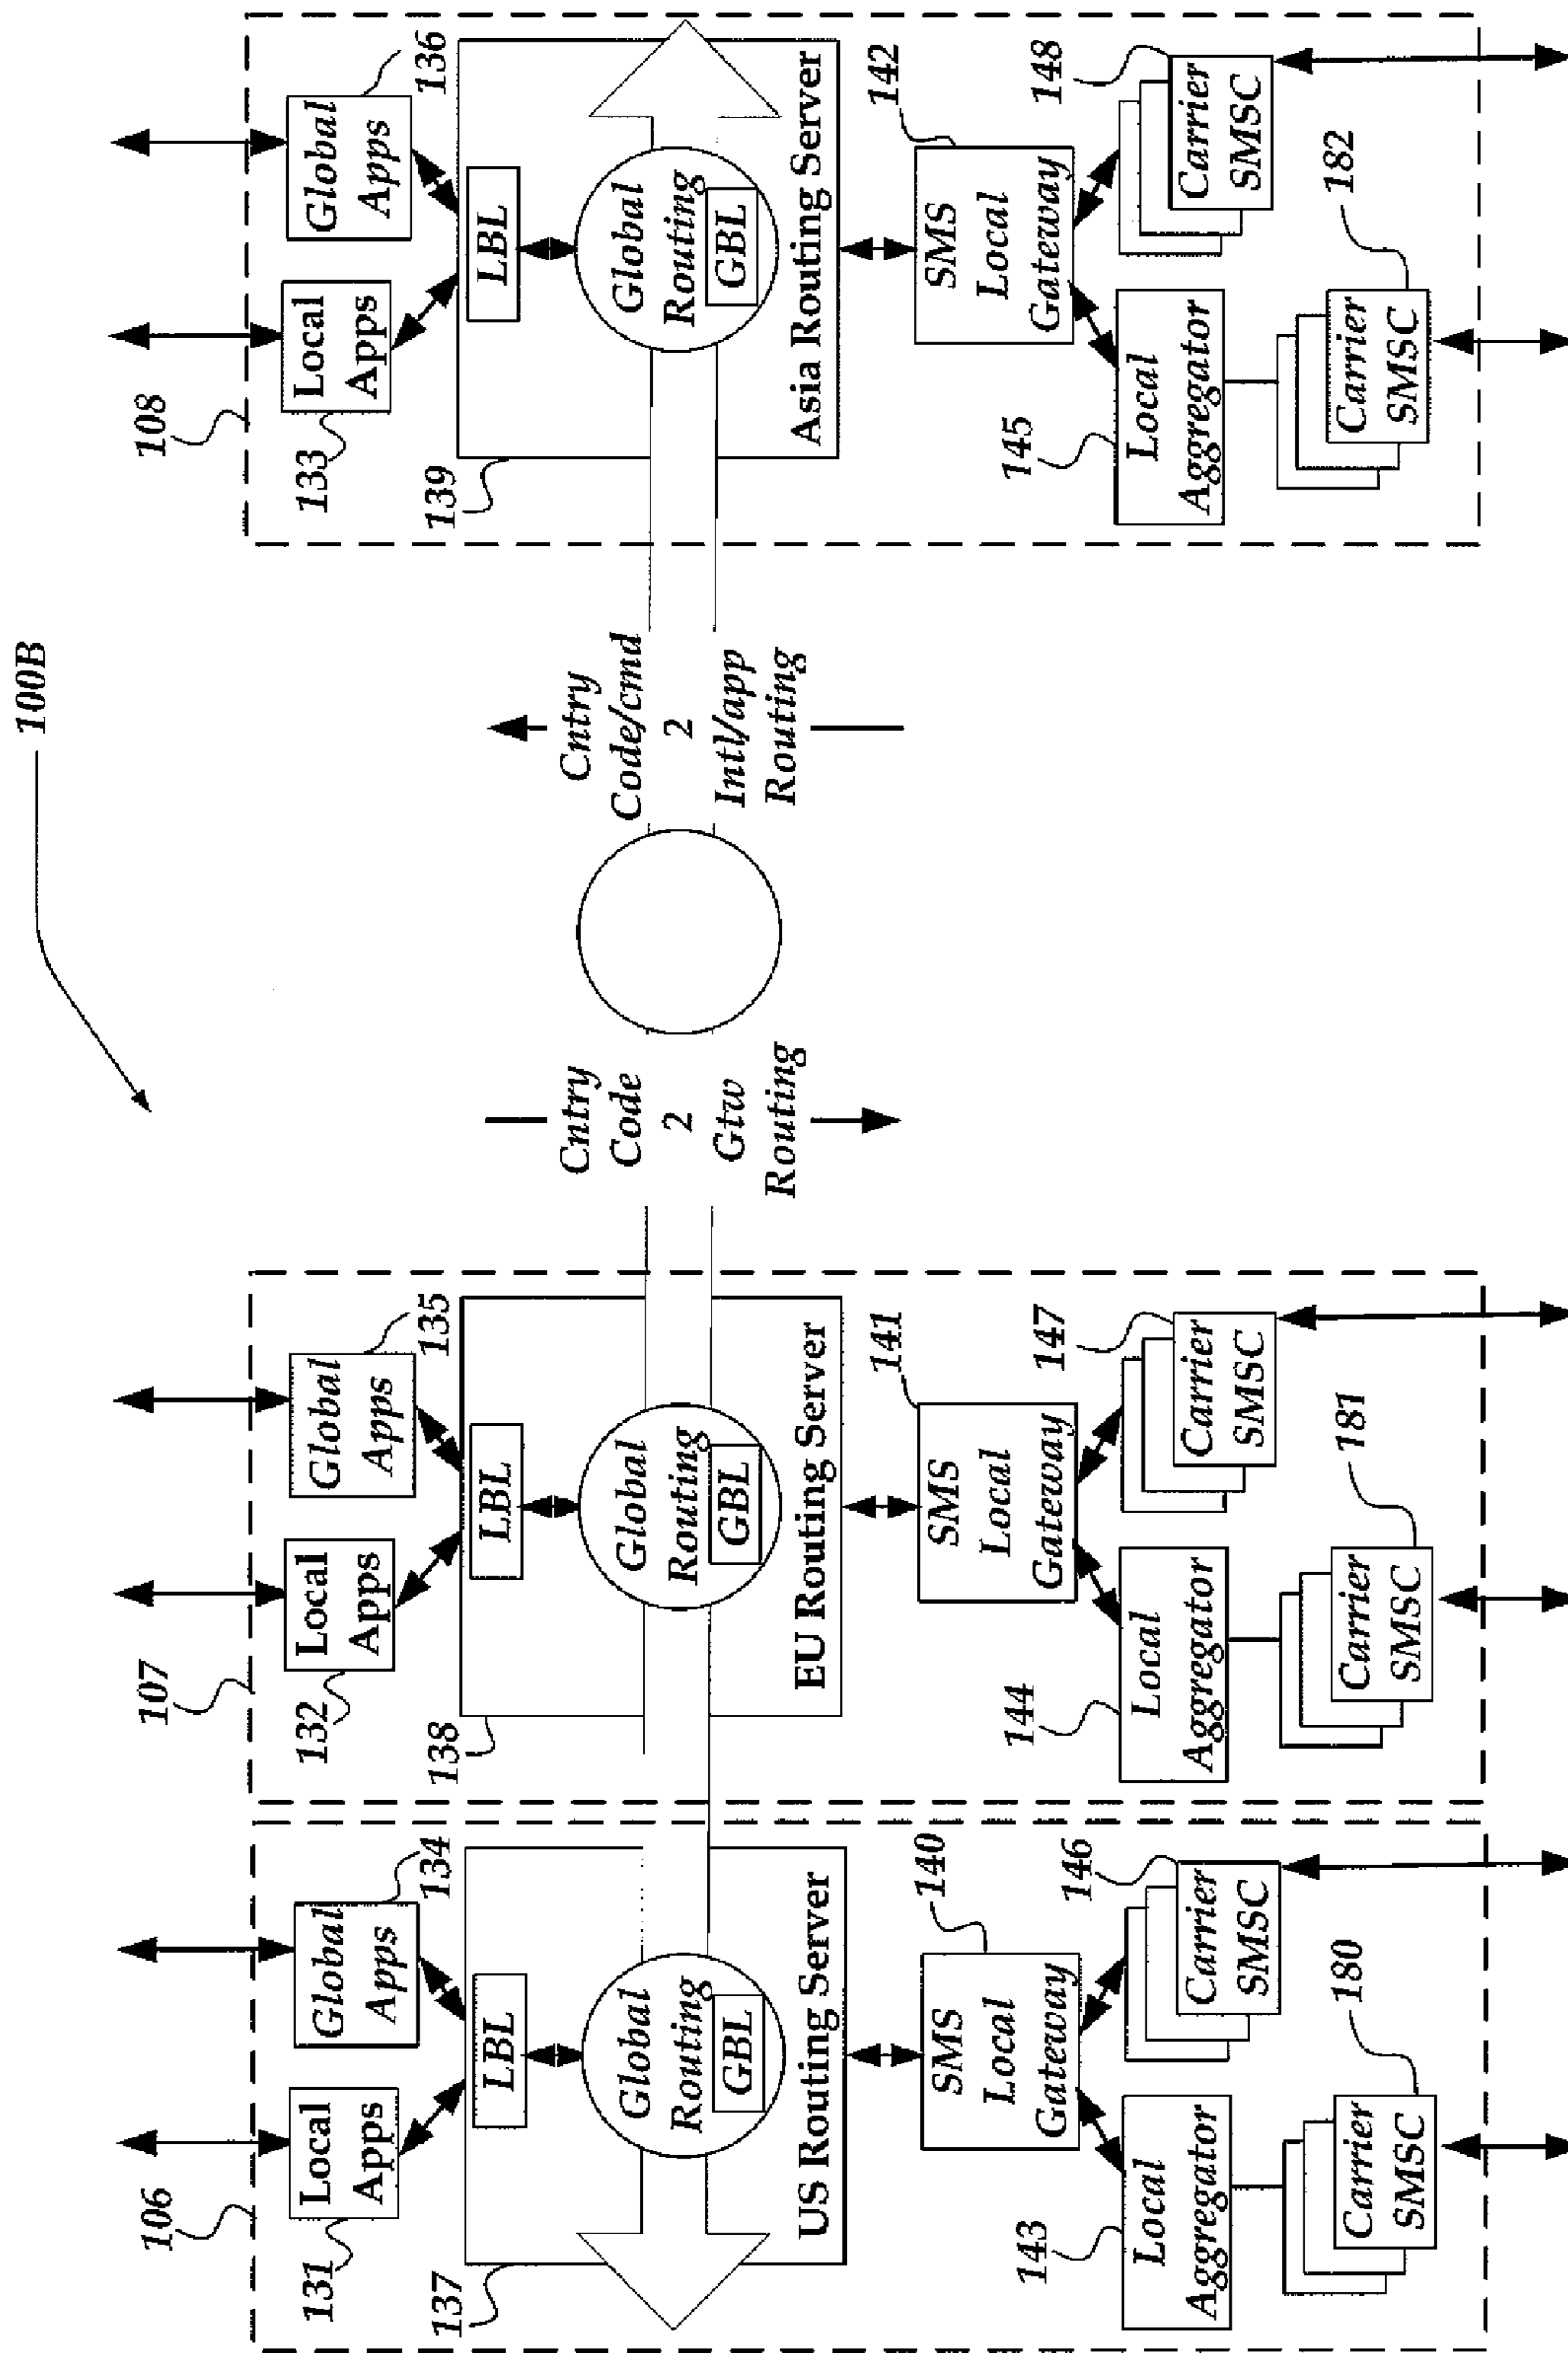 100B
106
107
108
Local
Apps
131
Global
Apps
134
LBL
Global
Routing
GBL
US Routing Server
137
SMS
Local
Gateway
140
Local
Aggregator
143
Carrier
SMSC
146
Carrier
SMSC
180
Local
Apps
132
Global
Apps
135
LBL
Global
Routing
GBL
EU Routing Server
138
SMS
Local
Gateway
141
Local
Aggregator
144
Carrier
SMSC
147
Carrier
SMSC
181
Cntry
Code
2
Gtw
Routing
Cntry
Code/cmd
2
Intl/app
Routing
Local
Apps
133
Global
Apps
136
LBL
Global
Routing
GBL
Asia Routing Server
139
SMS
Local
Gateway
142
Local
Aggregator
145
Carrier
SMSC
148
Carrier
SMSC
182